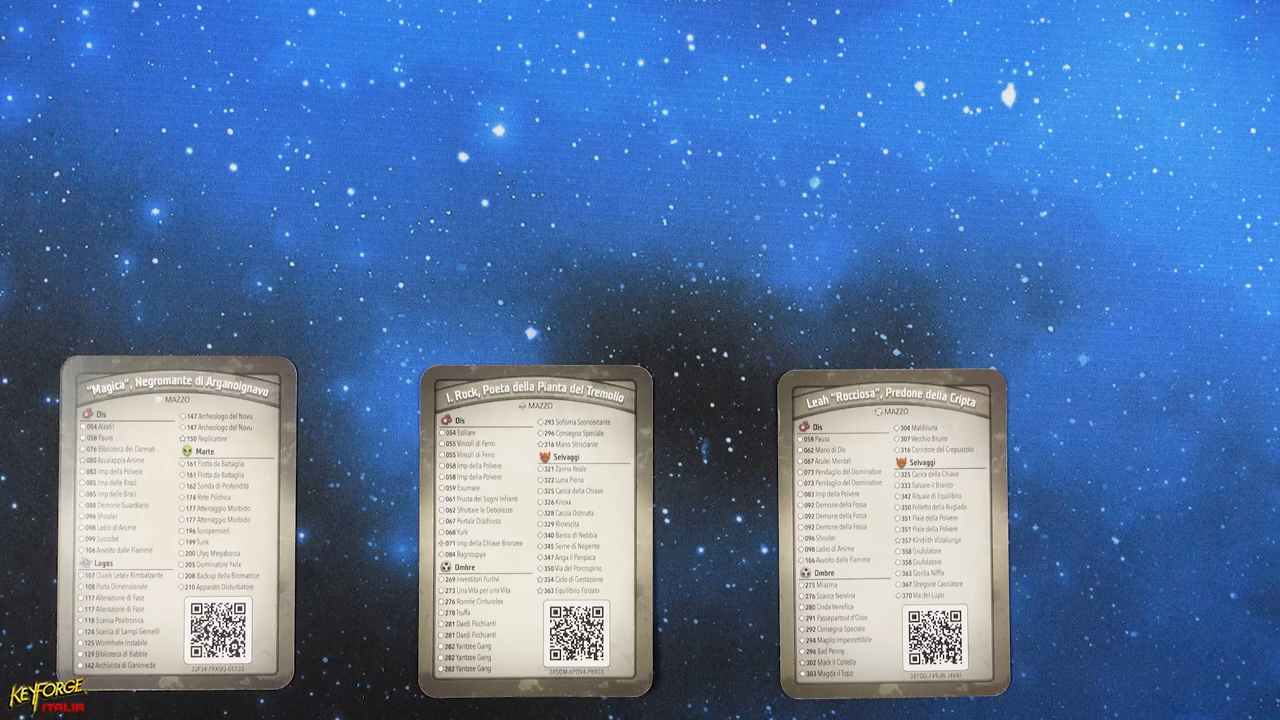 "Magica", Negromante di Arganoignavo
MAZZO
Dis
054 Alzati!
058 Paura
076 Biblioteca dei Dannati
080 Accalappia-Anime
083 Imp della Polvere
085 Imp delle Braci
085 Imp delle Braci
088 Demone Guardiano
096 Shooler
098 Ladro di Anime
099 Succube
106 Avvolto dalle Fiamme
Logos
107 Quark Letale Rimbalzante
108 Porta Dimensionale
117 Alterazione di Fase
117 Alterazione di Fase
118 Scarica Positronica
124 Scarica di Lampi Gemelli
125 Wormhole Instabile
129 Biblioteca di Babble
142 Archivista di Ganimede
147 Archeologo del Novu
147 Archeologo del Novu
150 Replicatore
Marte
161 Flotta da Battaglia
161 Flotta da Battaglia
162 Sonda di Profondità
174 Rete Psichica
177 Atterraggio Morbido
177 Atterraggio Morbido
196 Forcipensieri
199 Tunk
200 Ulyq Megabocca
205 Dominatore Yxlix
208 Backup della Biomatrice
210 Apparato Disturbatore
I. Rock, Poeta della Pianta del Tremolio
MAZZO
Dis
054 Esiliare
055 Vincoli di Ferro
055 Vincoli di Ferro
058 Imp della Polvere
058 Imp della Polvere
059 Esumare
061 Frusta dei Sogni Infranti
062 Sfruttare le Debolezze
067 Portale Dischiuso
068 Yurk
071 Imp della Chiave Bronzea
084 Ragnospya
Ombre
269 Investitori Furtivi
273 Una Vita per una Vita
276 Ronnie Cinturolex
278 Truffa
281 Dardi Fischianti
281 Dardi Fischianti
282 Yantzee Gang
282 Yantzee Gang
282 Yantzee Gang
293 Sofisma Sconcertante
296 Consegna Speciale
316 Mano Strisciante
Selvaggi
321 Zanna Reale
322 Luna Piena
325 Carica della Chiave
326 Knoxx
328 Caccia Ostinata
329 Ricrescita
340 Banco di Nebbia
345 Seme di Nepente
347 Anga il Panpaca
350 Via del Porcospino
354 Ciclo di Gestazione
363 Equilibrio Forzato
Leah "Rocciosa", Predone della Cripta
MAZZO
Dis
058 Paura
062 Mano di Dis
067 Aculei Mentali
073 Pendaglio del Dominatore
073 Pendaglio del Dominatore
083 Imp della Polvere
092 Demone della Fossa
092 Demone della Fossa
092 Demone della Fossa
096 Shooler
098 Ladro di Anime
106 Avvolto dalle Fiamme
Ombre
275 Miasma
276 Scarica Nervina
280 Onda Venefica
291 Passepartout d'Osso
292 Consegna Speciale
294 Maglio Impercettibile
296 Bad Penny
302 Mack il Coltello
303 Magda il Topo
304 Maldiluna
307 Vecchio Bruno
316 Corridore del Crepuscolo
Selvaggi
325 Carica della Chiave
333 Salvare il Branco
342 Rituale di Equilibrio
350 Folletto della Rugiada
351 Pixie della Polvere
351 Pixie della Polvere
357 Kindrith Vistalunga
358 Grufolatore
358 Grufolatore
363 Gorilla Niffle
367 Stregone Cacciatore
370 Via del Lupo
KEYFORGE
ITALIA